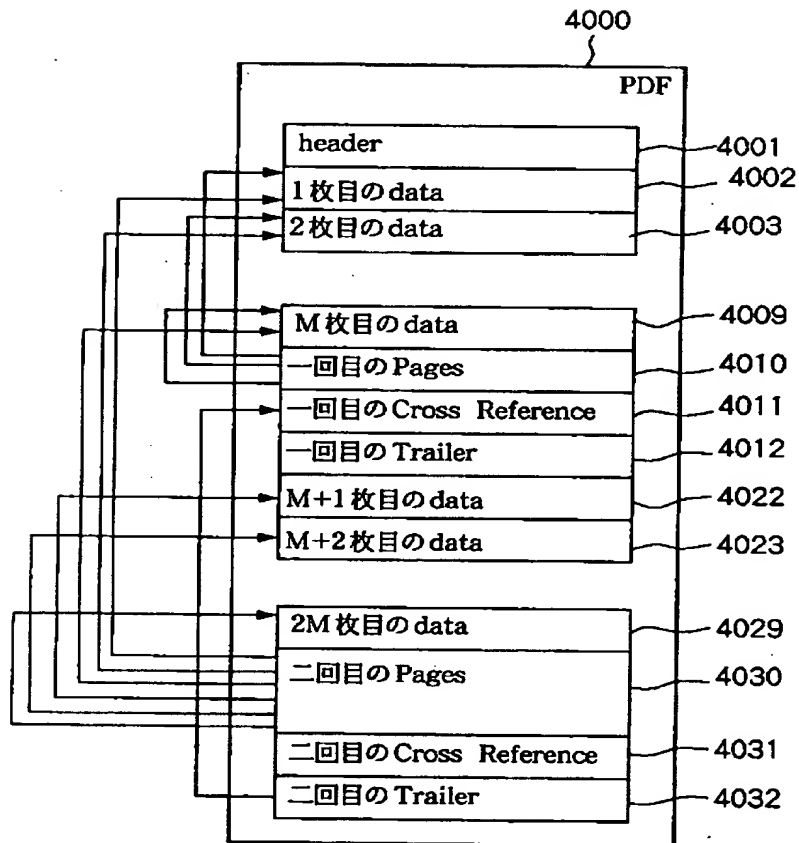 4000
PDF
header
4001
1枚目のdata
4002
2枚目のdata
4003
M枚目のdata
4009
一回目のPages
4010
一回目のCross Reference
4011
一回目のTrailer
4012
M+1枚目のdata
4022
M+2枚目のdata
4023
2M枚目のdata
4029
二回目のPages
4030
二回目のCross Reference
4031
二回目のTrailer
4032